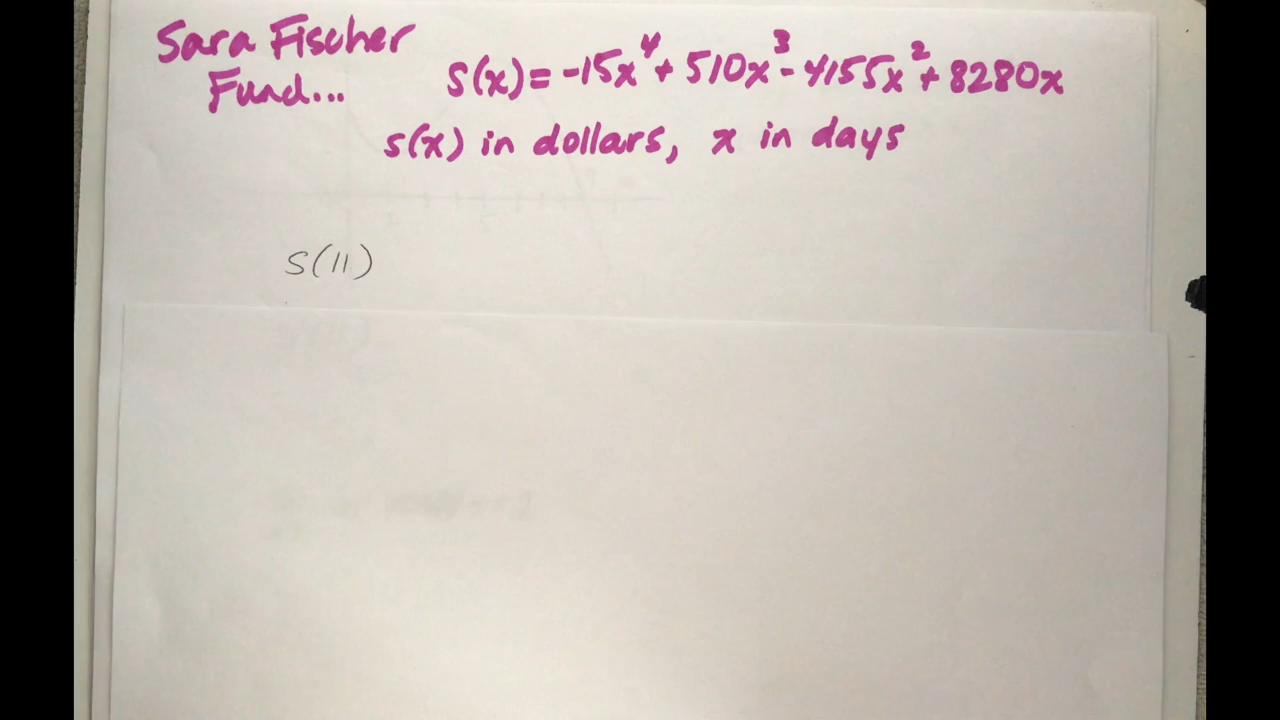 Sara Fischer
Fund...
S(x) = -15x⁴ + 510x³ - 4155x² + 8280x
s(x) in dollars, x in days
S(11)